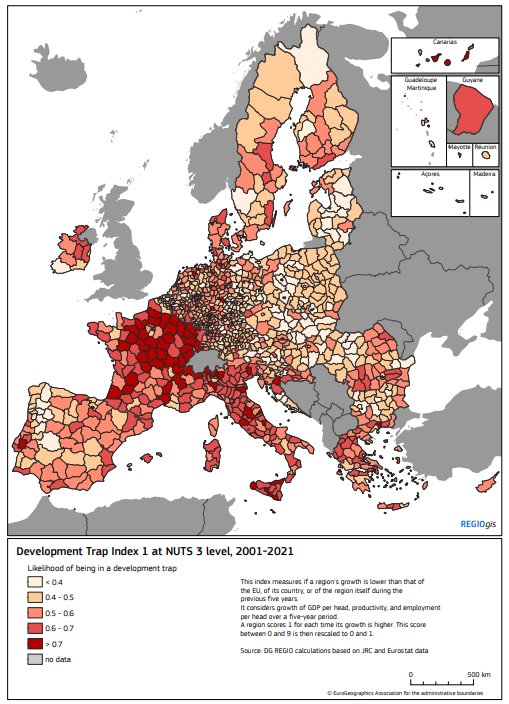 Canarias
Guadeloupe
Martinique
Guyane
Mayotte
Réunion
Açores
Madeira
REGIOgis
Development Trap Index 1 at NUTS 3 level, 2001-2021
Likelihood of being in a development trap
< 0.4
0.4 - 0.5
0.5 - 0.6
0.6 - 0.7
> 0.7
no data
This index measures if a region's growth is lower than that of
the EU, of its country, or of the region itself during the
previous five years.
It considers growth of GDP per head, productivity, and employment
per head over a five-year period.
A region scores 1 for each time its growth is higher. This score
between 0 and 9 is then rescaled to 0 and 1.
Source: DG REGIO calculations based on JRC and Eurostat data.
0 500 km
© EuroGeographics Association for the administrative boundaries